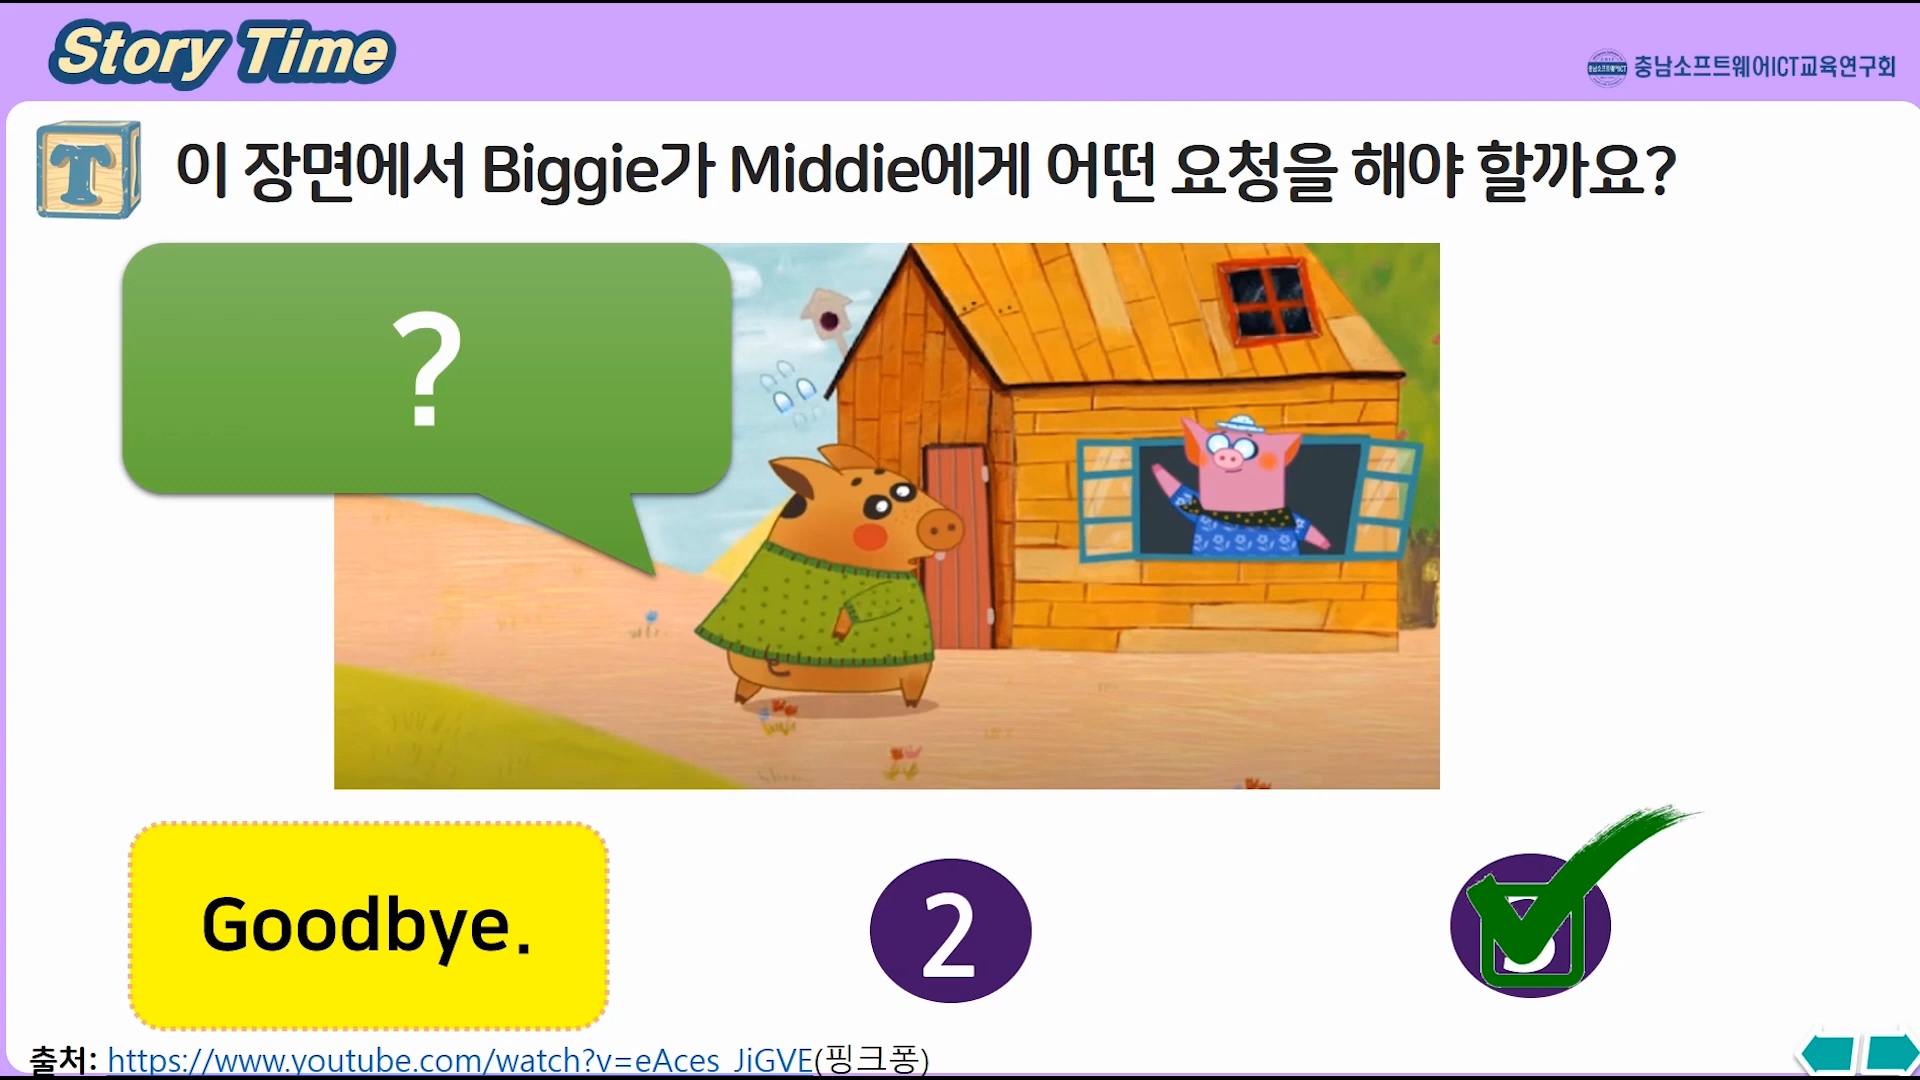 Story Time
충남소프트웨어ICT교육연구회
T
이 장면에서 Biggie가 Middie에게 어떤 요청을 해야 할까요?
?
Goodbye.
2
3
출처: https://www.youtube.com/watch?v=eAces_JiGVE(핑크퐁)